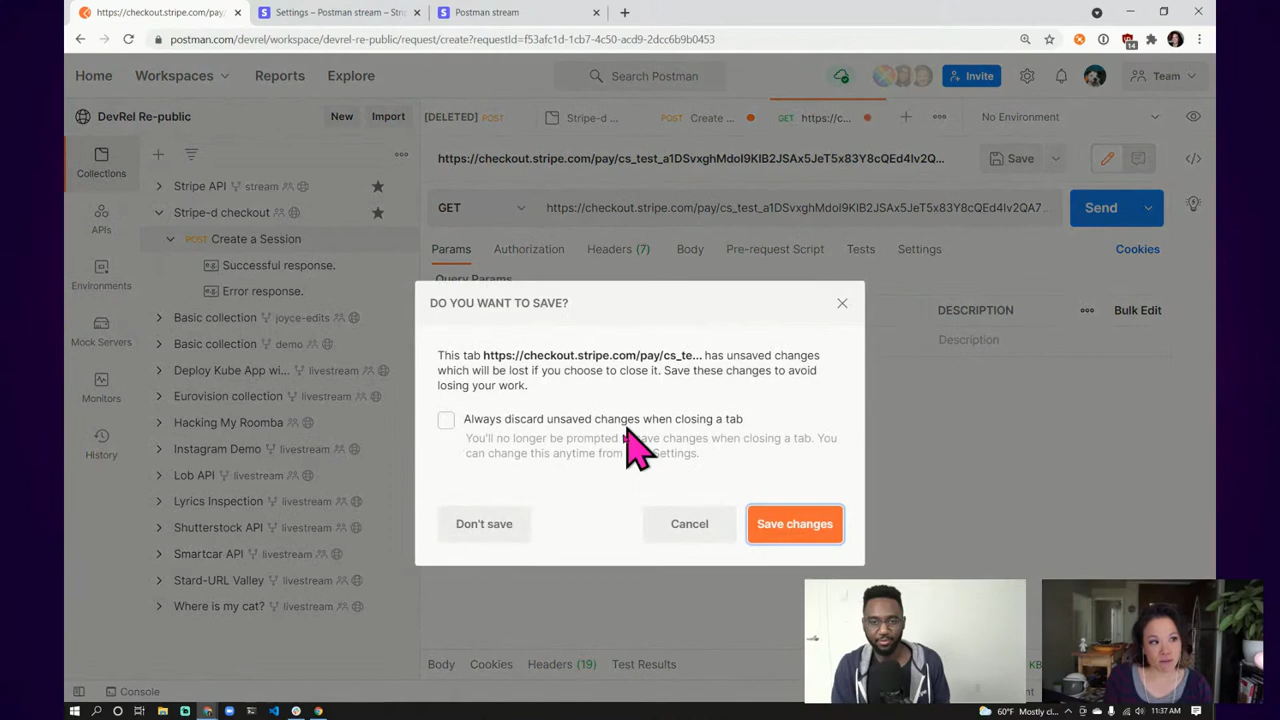 https://checkout.stripe.com/pay/
Settings – Postman stream – Stri
Postman stream
postman.com/devrel/workspace/devrel-re-public/request/create?requestId=f53afc1d-1cb7-4c50-acd9-2dcc6b9b0453
14
Home
Workspaces
Reports
Explore
Search Postman
Invite
Team
DevRel Re-public
New
Import
[DELETED] POST
Stripe-d ...
POST Create ...
GET https://c...
No Environment
Collections
APIs
Environments
Mock Servers
Monitors
History
Stripe API stream
Stripe-d checkout
POST Create a Session
e.g. Successful response.
e.g. Error response.
Basic collection joyce-edits
Basic collection demo
Deploy Kube App wi... livestream
Eurovision collection livestream
Hacking My Roomba
Instagram Demo livestream
Lob API livestream
Lyrics Inspection livestream
Shutterstock API livestream
Smartcar API livestream
Stard-URL Valley livestream
Where is my cat? livestream
https://checkout.stripe.com/pay/cs_test_a1DSvxghMdoI9KIB2JSAx5JeT5x83Y8cQEd4Iv2Q...
Save
GET
https://checkout.stripe.com/pay/cs_test_a1DSvxghMdoI9KIB2JSAx5JeT5x83Y8cQEd4Iv2QA7...
Send
Params
Authorization
Headers (7)
Body
Pre-request Script
Tests
Settings
Cookies
Query Params
DESCRIPTION
Bulk Edit
Description
DO YOU WANT TO SAVE?
This tab https://checkout.stripe.com/pay/cs_te... has unsaved changes
which will be lost if you choose to close it. Save these changes to avoid
losing your work.
Always discard unsaved changes when closing a tab
You'll no longer be prompted save changes when closing a tab. You
can change this anytime from Settings.
Don't save
Cancel
Save changes
Body
Cookies
Headers (19)
Test Results
KB
Console
60°F Mostly cl...
11:37 AM